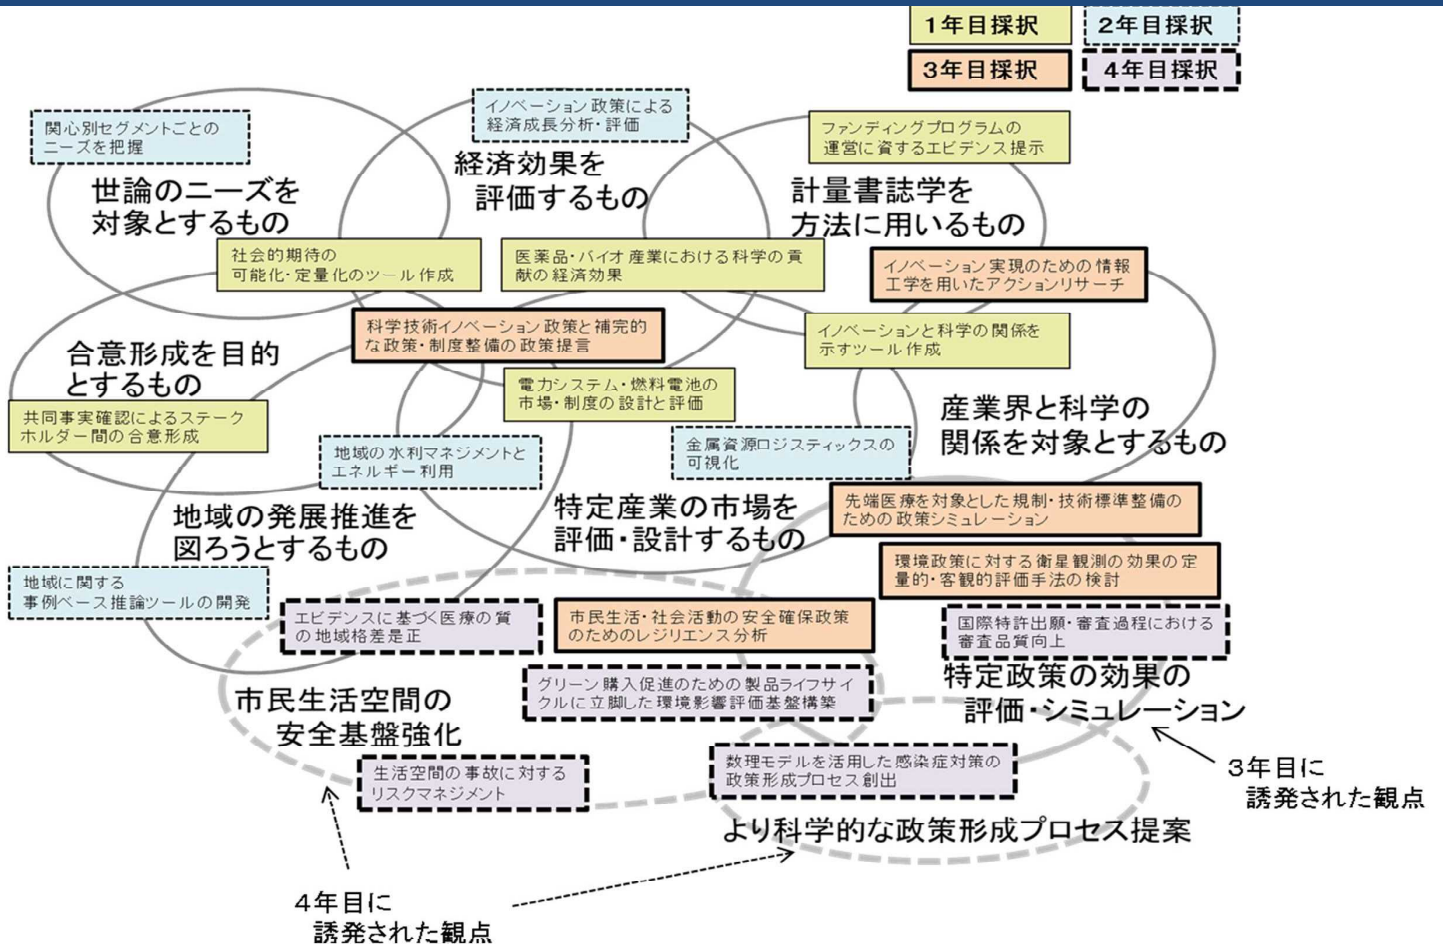 1年目採択
2年目採択
3年目採択
4年目採択
関心別セグメントごとの
ニーズを把握
イノベーション政策による
経済成長分析・評価
ファンディングプログラムの
運営に資するエビデンス提示
世論のニーズを
対象とするもの
経済効果を
評価するもの
計量書誌学を
方法に用いるもの
社会的期待の
可能化・定量化のツール作成
医薬品・バイオ産業における科学の貢
献の経済効果
イノベーション実現のための情報
工学を用いたアクションリサーチ
科学技術イノベーション政策と補完的
な政策・制度整備の政策提言
イノベーションと科学の関係を
示すツール作成
合意形成を目的
とするもの
電力システム・燃料電池の
市場・制度の設計と評価
共同事実確認によるステーク
ホルダー間の合意形成
地域の水利マネジメントと
エネルギー利用
金属資源ロジスティックスの
可視化
産業界と科学の
関係を対象とするもの
地域の発展推進を
図ろうとするもの
特定産業の市場を
評価・設計するもの
先端医療を対象とした規制・技術標準整備の
ための政策シミュレーション
環境政策に対する衛星観測の効果の定
量的・客観的評価手法の検討
地域に関する
事例ベース推論ツールの開発
エビデンスに基づく医療の質
の地域格差是正
市民生活・社会活動の安全確保政策
のためのレジリエンス分析
国際特許出願・審査過程における
審査品質向上
グリーン購入促進のための製品ライフサイ
クルに立脚した環境影響評価基盤構築
特定政策の効果の
評価・シミュレーション
市民生活空間の
安全基盤強化
生活空間の事故に対する
リスクマネジメント
数理モデルを活用した感染症対策の
政策形成プロセス創出
3年目に
誘発された観点
より科学的な政策形成プロセス提案
4年目に
誘発された観点